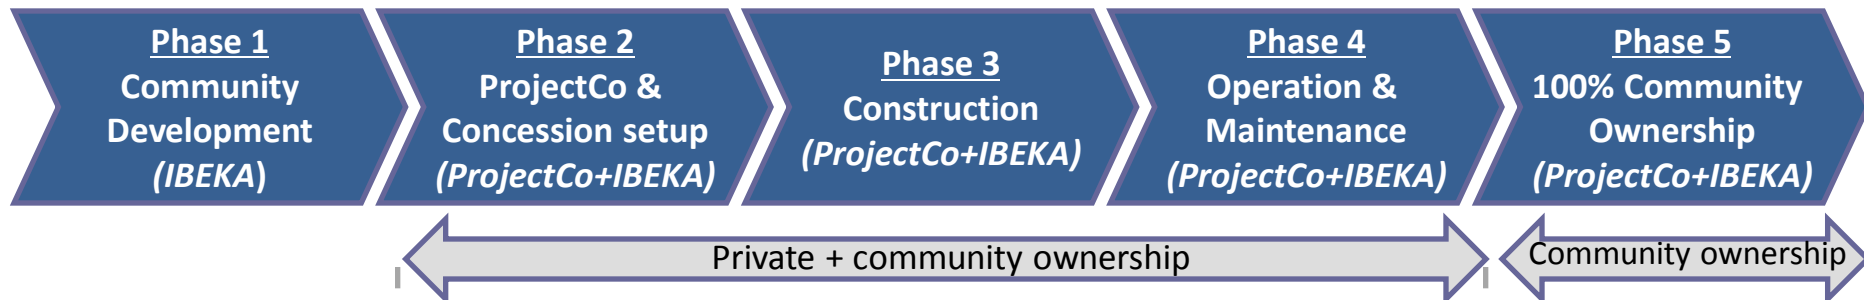 Phase 1
Community
Development
(IBEKA)
Phase 2
ProjectCo &
Concession setup
(ProjectCo+IBEKA)
Phase 3
Construction
(ProjectCo+IBEKA)
Phase 4
Operation &
Maintenance
(ProjectCo+IBEKA)
Phase 5
100% Community
Ownership
(ProjectCo+IBEKA)
Private + community ownership
Community ownership